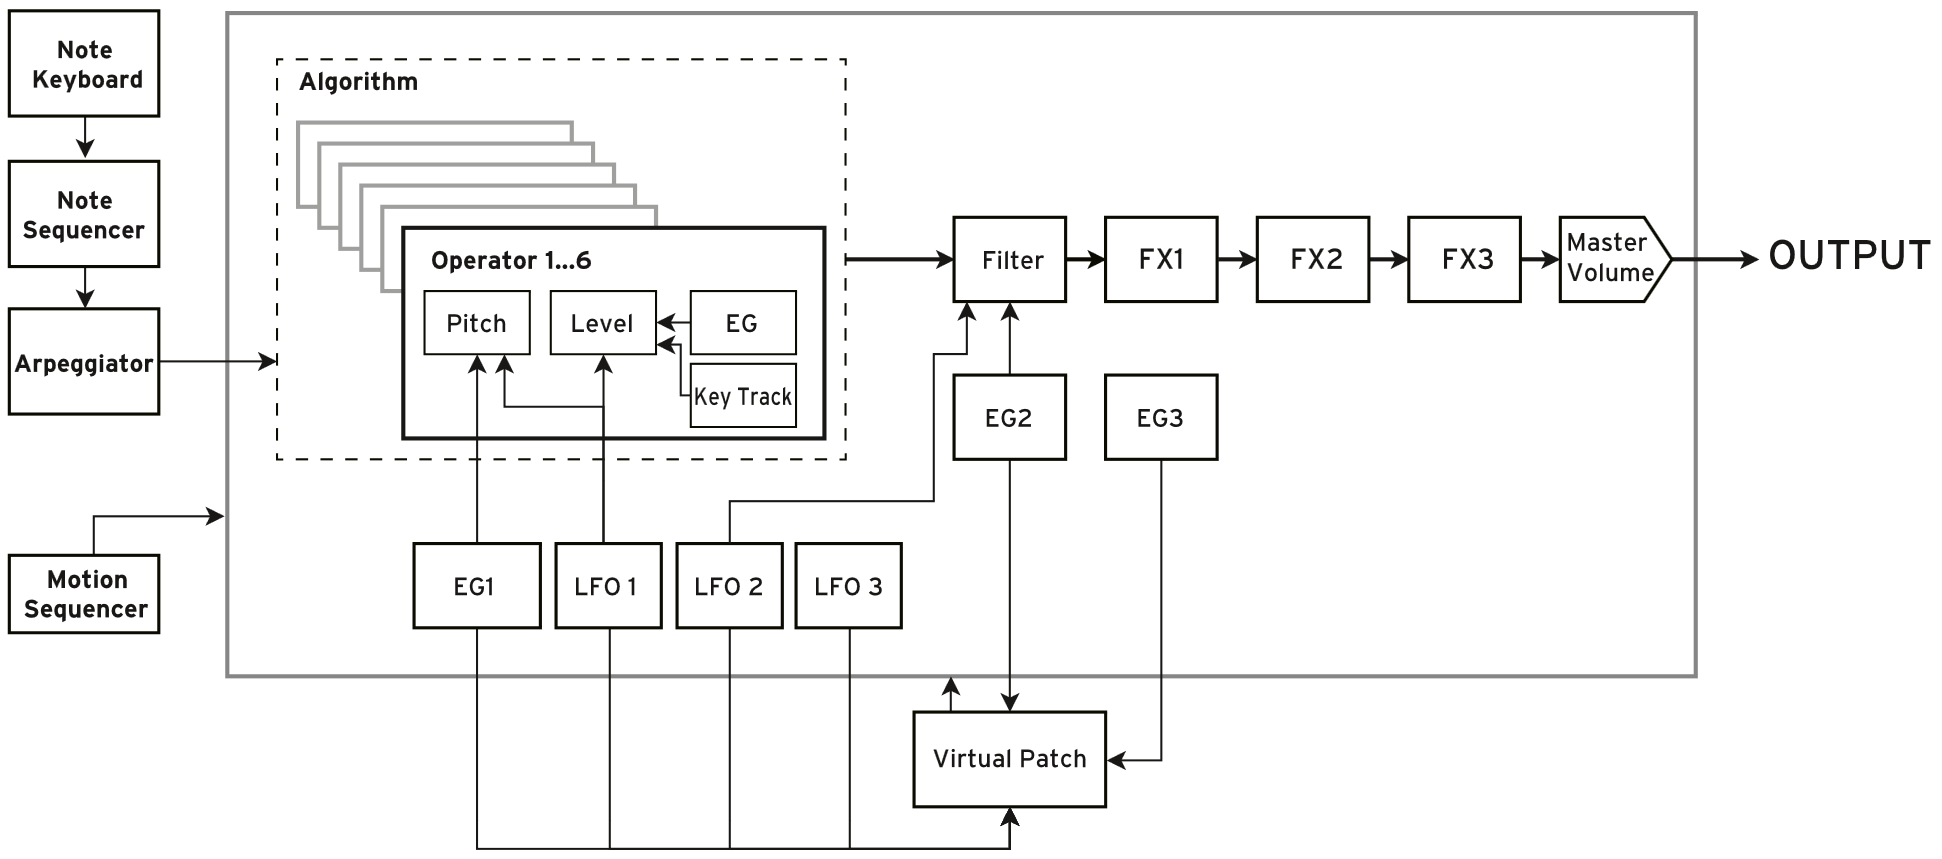 Note
Keyboard
Note
Sequencer
Arpeggiator
Motion
Sequencer
Algorithm
Operator 1...6
Pitch
Level
EG
Key Track
EG1
LFO 1
LFO 2
LFO 3
Filter
FX1
FX2
FX3
Master
Volume
OUTPUT
EG2
EG3
Virtual Patch